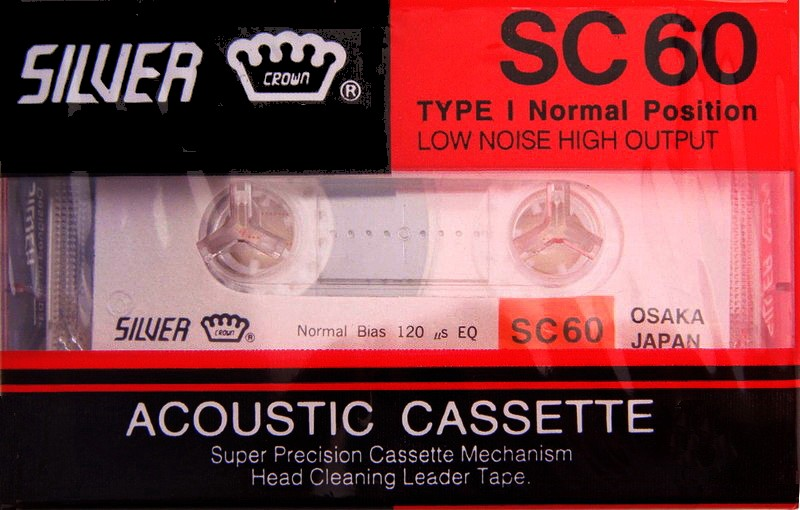 SILVER CROWN ®
SC 60
TYPE I Normal Position
LOW NOISE HIGH OUTPUT
SILVER CROWN ®
Normal Bias 120 µs EQ
SC60
OSAKA
JAPAN
ACOUSTIC CASSETTE
Super Precision Cassette Mechanism
Head Cleaning Leader Tape.